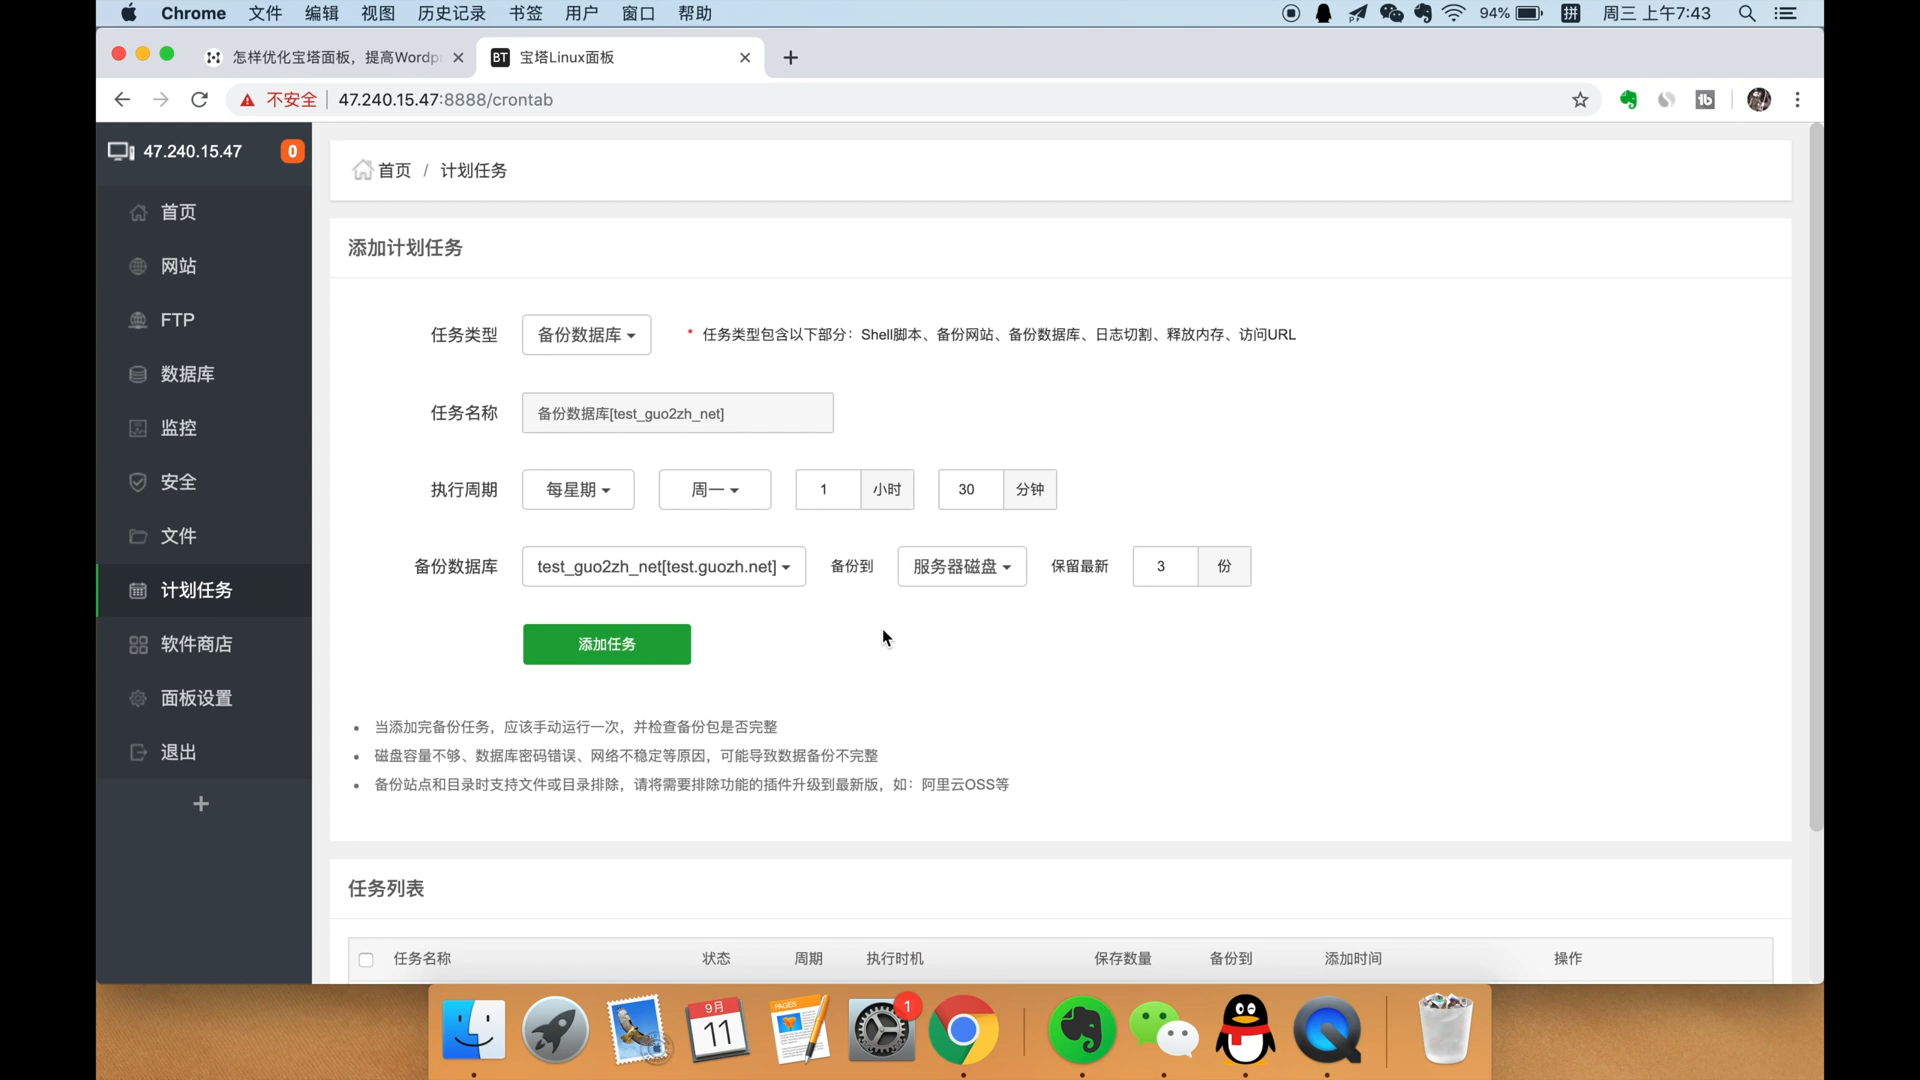 Chrome 文件 编辑 视图 历史记录 书签 用户 窗口 帮助 94% 拼 周三 上午7:43
怎样优化宝塔面板，提高Wordp BT 宝塔Linux面板
不安全 47.240.15.47:8888/crontab
47.240.15.47 0
首页
网站
FTP
数据库
监控
安全
文件
计划任务
软件商店
面板设置
退出
首页 / 计划任务
添加计划任务
任务类型 备份数据库 * 任务类型包含以下部分：Shell脚本、备份网站、备份数据库、日志切割、释放内存、访问URL
任务名称 备份数据库[test_guo2zh_net]
执行周期 每星期 周一 1 小时 30 分钟
备份数据库 test_guo2zh_net[test.guozh.net] 备份到 服务器磁盘 保留最新 3 份
添加任务
当添加完备份任务，应该手动运行一次，并检查备份包是否完整
磁盘容量不够、数据库密码错误、网络不稳定等原因，可能导致数据备份不完整
备份站点和目录时支持文件或目录排除，请将需要排除功能的插件升级到最新版，如：阿里云OSS等
任务列表
任务名称 状态 周期 执行时机 保存数量 备份到 添加时间 操作
9月
11
PAGES
1